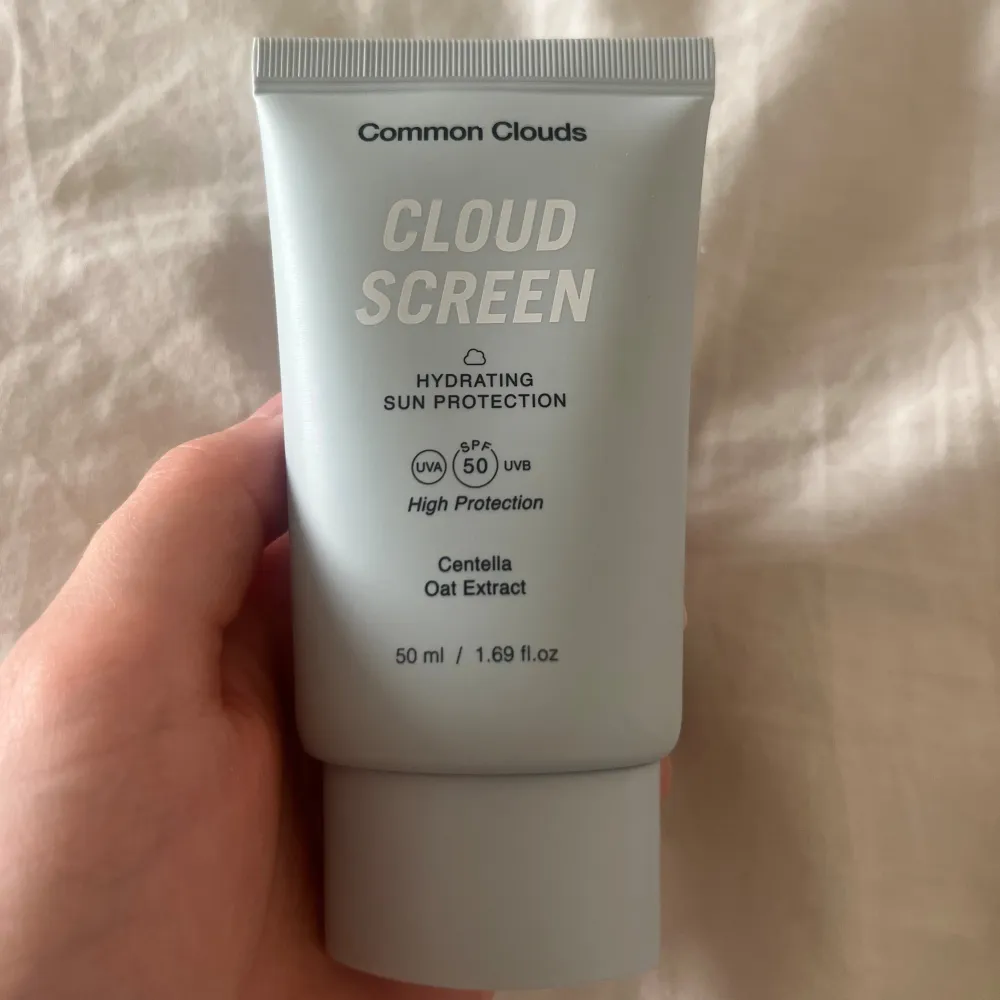 Common Clouds
CLOUD
SCREEN
HYDRATING
SUN PROTECTION
UVA SPF 50 UVB
High Protection
Centella
Oat Extract
50 ml / 1.69 fl.oz